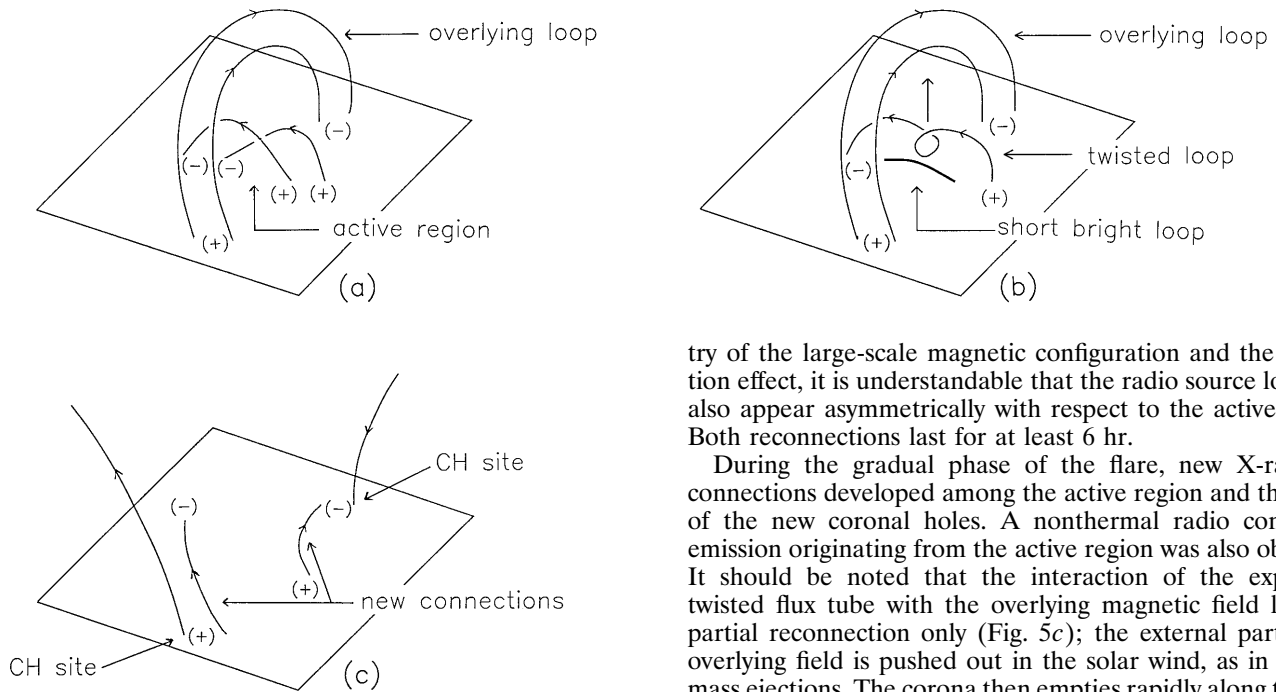 overlying loop
(-)
(-)
(-)
(+)
(+)
active region
(+)
(a)
overlying loop
(-)
twisted loop
(-)
(+)
short bright loop
(+)
(b)
CH site
(-)
(-)
(+)
new connections
(+)
CH site
(c)
try of the large-scale magnetic configuration and the
tion effect, it is understandable that the radio source lo
also appear asymmetrically with respect to the active
Both reconnections last for at least 6 hr.
During the gradual phase of the flare, new X-ra
connections developed among the active region and th
of the new coronal holes. A nonthermal radio con
emission originating from the active region was also ob
It should be noted that the interaction of the exp
twisted flux tube with the overlying magnetic field l
partial reconnection only (Fig. 5c); the external part
overlying field is pushed out in the solar wind, as in
mass ejections. The corona then empties rapidly along t